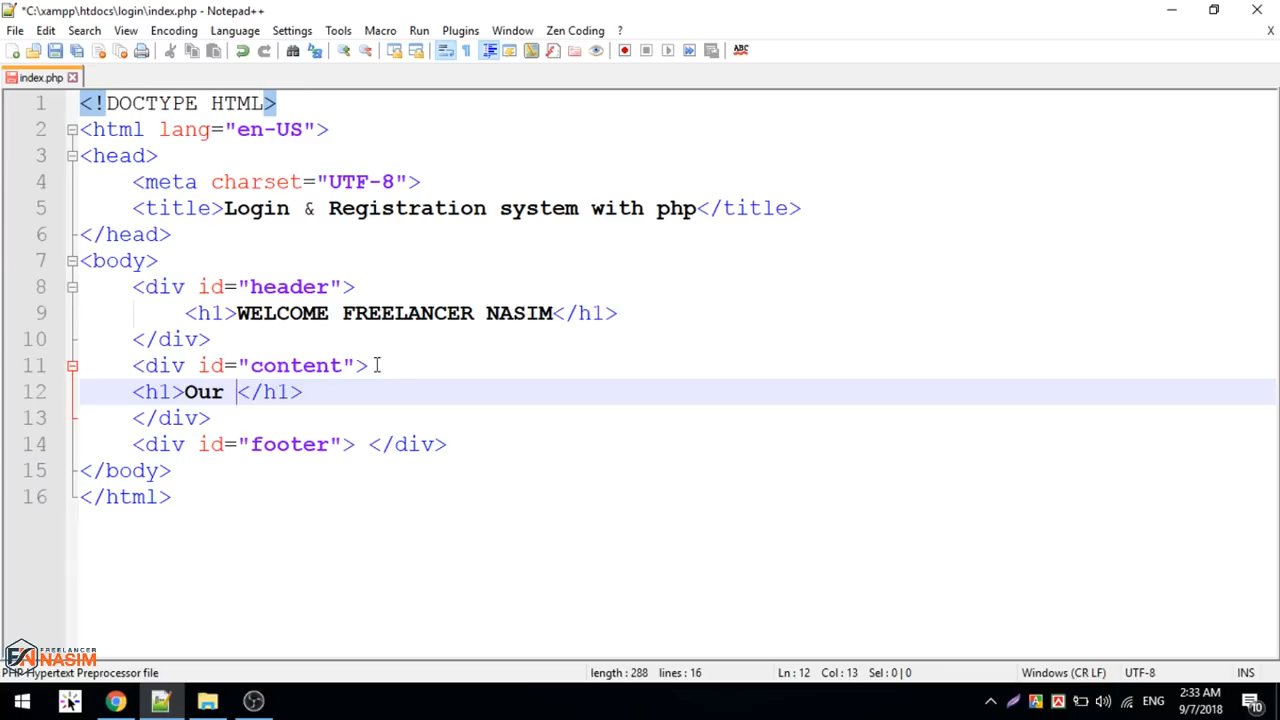 *C:\xampp\htdocs\login\index.php - Notepad++
File Edit Search View Encoding Language Settings Tools Macro Run Plugins Window Zen Coding ? X
ABC
index.php
1 <!DOCTYPE HTML>
2 <html lang="en-US">
3 <head>
4 <meta charset="UTF-8">
5 <title>Login & Registration system with php</title>
6 </head>
7 <body>
8 <div id="header">
9 <h1>WELCOME FREELANCER NASIM</h1>
10 </div>
11 <div id="content">
12 <h1>Our </h1>
13 </div>
14 <div id="footer"> </div>
15 </body>
16 </html>
FREELANCER
NASIM
PHP Hypertext Preprocessor file length : 288 lines : 16 Ln : 12 Col : 13 Sel : 0 | 0 Windows (CR LF) UTF-8 INS
ENG 2:33 AM
9/7/2018 10